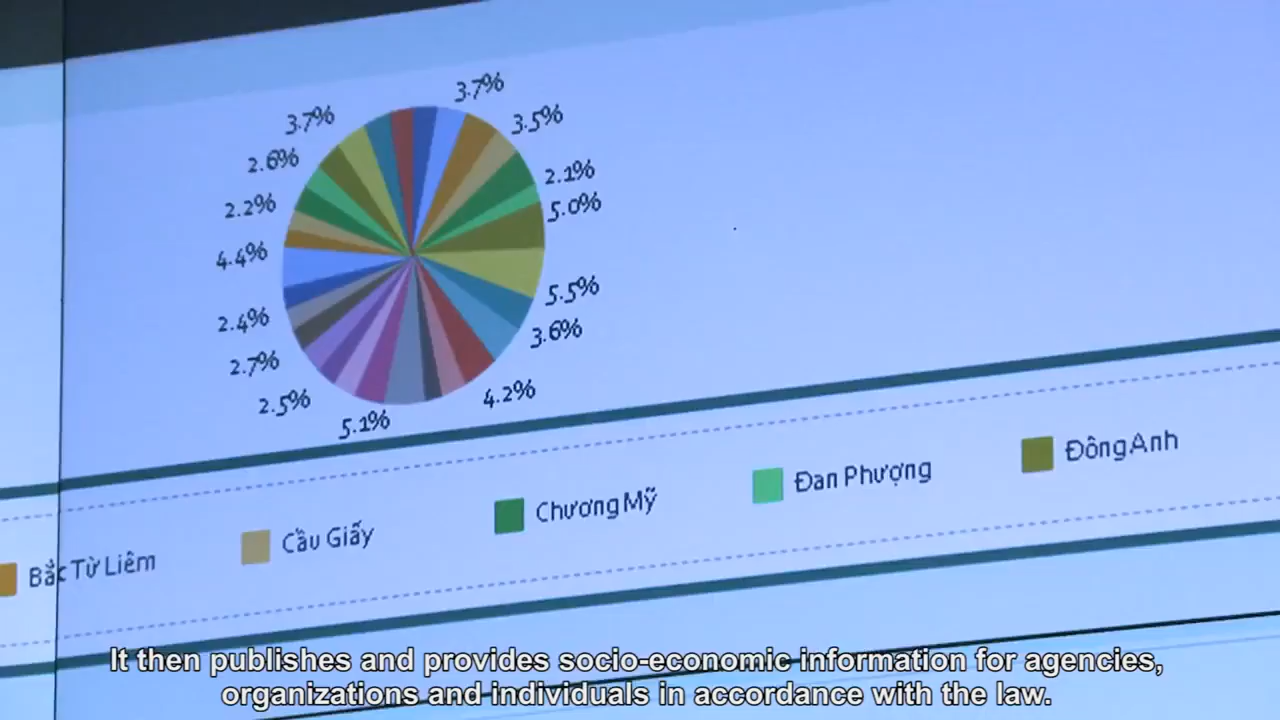 3.7%
3.7%
3.5%
2.6%
2.1%
2.2%
5.0%
4.4%
5.5%
2.4%
3.6%
2.7%
4.2%
2.5%
5.1%
Bắc Từ Liêm
Cầu Giấy
Chương Mỹ
Đan Phượng
Đông Anh
It then publishes and provides socio-economic information for agencies,
organizations and individuals in accordance with the law.